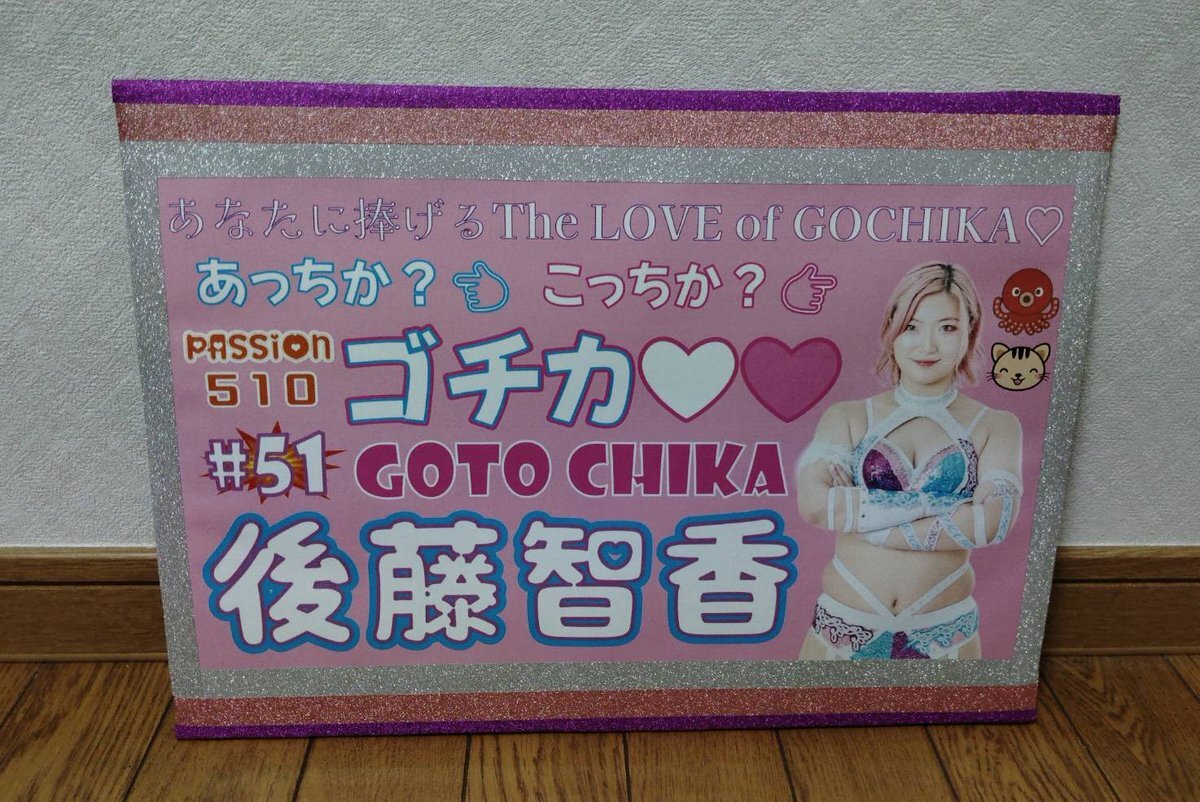 あなたに捧げるThe LOVE of GOCHIKA♡
あっちか？👈 こっちか？👉
PASSION
510
ゴチカ♥♥
#51
GOTO CHIKA
後藤智香